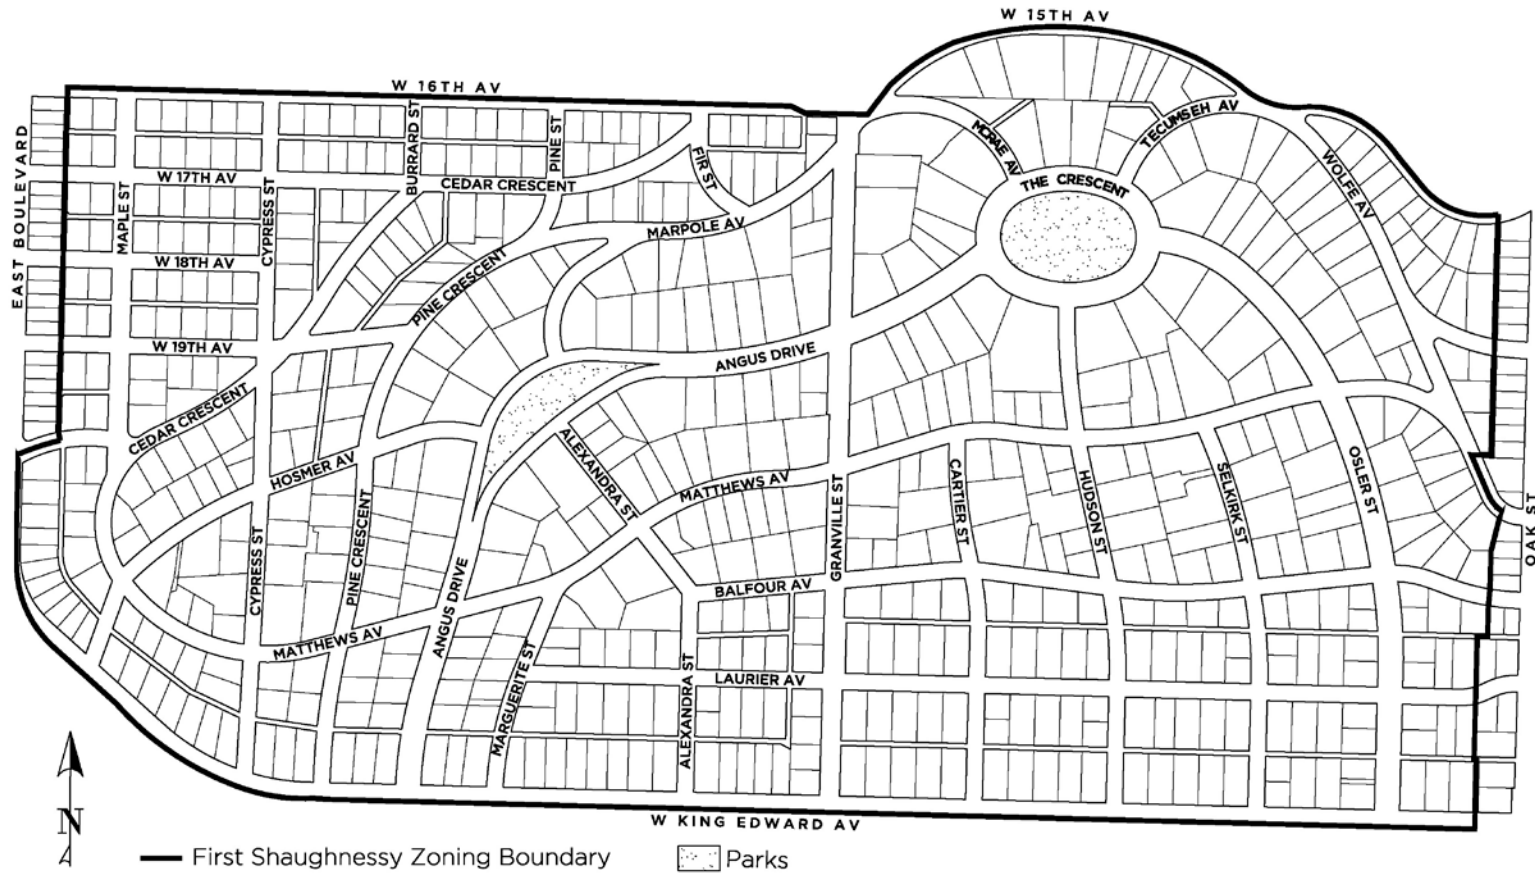 W 15TH AV
W 16TH AV
EAST BOULEVARD
MAPLE ST
W 17TH AV
W 18TH AV
W 19TH AV
CYPRESS ST
BURRARD ST
PINE ST
CEDAR CRESCENT
FIR ST
MARPOLE AV
PINE CRESCENT
MCRAE AV
TECUMSEH AV
THE CRESCENT
WOLFE AV
ANGUS DRIVE
CEDAR CRESCENT
HOSMER AV
ALEXANDRA ST
MATTHEWS AV
GRANVILLE ST
CARTIER ST
HUDSON ST
SELKIRK ST
OSLER ST
OAK ST
CYPRESS ST
PINE CRESCENT
ANGUS DRIVE
BALFOUR AV
MATTHEWS AV
MARGUERITE ST
ALEXANDRA ST
LAURIER AV
W KING EDWARD AV
N
First Shaughnessy Zoning Boundary
Parks